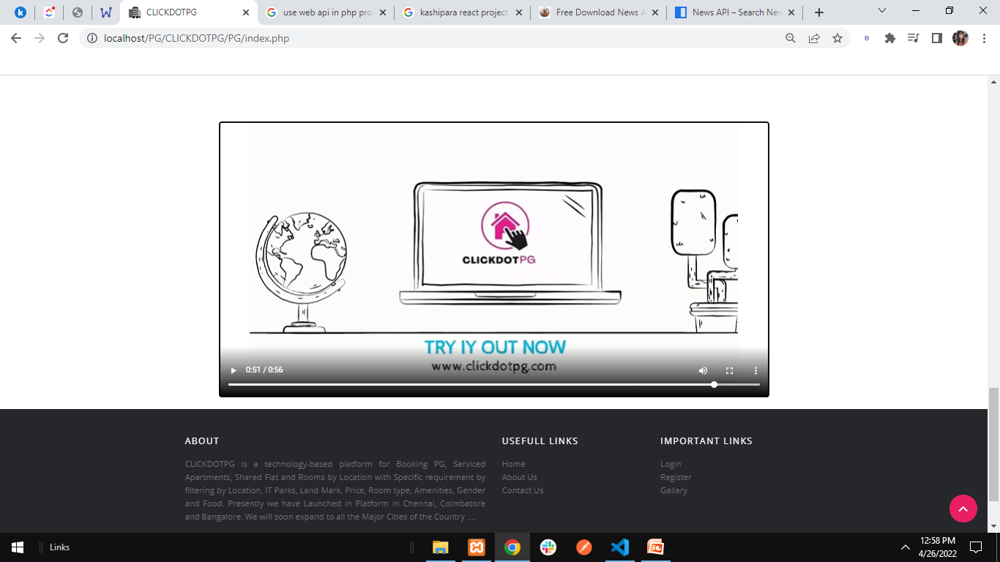 CLICKDOTPG
use web api in php proj
kashipara react project
Free Download News A
News API – Search New
localhost/PG/CLICKDOTPG/PG/index.php
B
CLICKDOTPG
TRY IY OUT NOW
www.clickdotpg.com
0:51 / 0:56
ABOUT
CLICKDOTPG is a technology-based platform for Booking PG, Serviced
Apartments, Shared Flat and Rooms by Location with Specific requirement by
filtering by Location, IT Parks, Land Mark, Price, Room type, Amenities, Gender
and Food. Presently we have Launched in Platform in Chennai, Coimbatore
and Bangalore. We will soon expand to all the Major Cities of the Country ....
USEFULL LINKS
Home
About Us
Contact Us
IMPORTANT LINKS
Login
Register
Gallary
Links
12:58 PM
4/26/2022